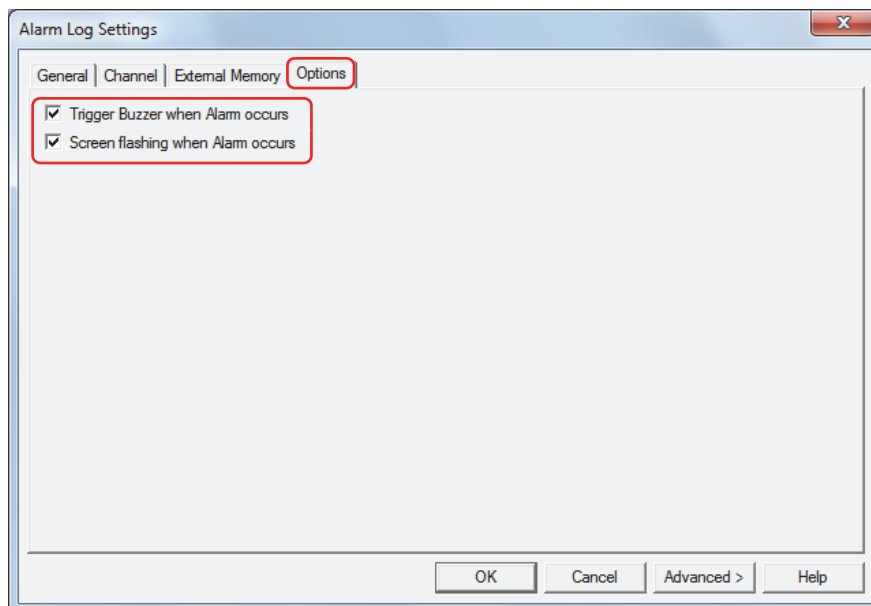 Alarm Log Settings
General Channel External Memory Options
Trigger Buzzer when Alarm occurs
Screen flashing when Alarm occurs
OK Cancel Advanced > Help